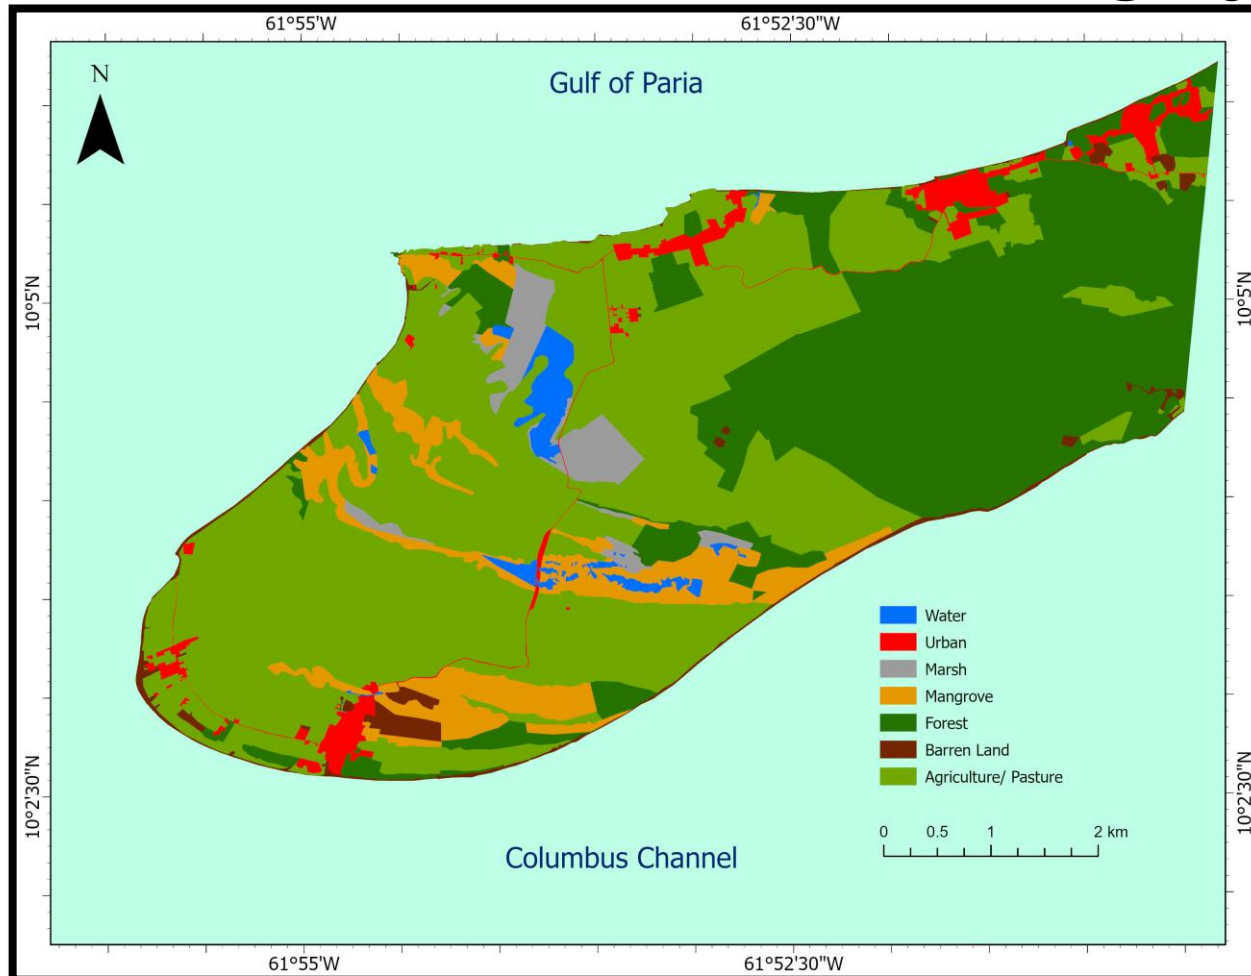 61°55'W 61°52'30"W
N
Gulf of Paria
10°5'N 10°5'N
Water
Urban
Marsh
Mangrove
Forest
Barren Land
Agriculture/ Pasture
0 0.5 1 2 km
10°2'30"N 10°2'30"N
Columbus Channel
61°55'W 61°52'30"W